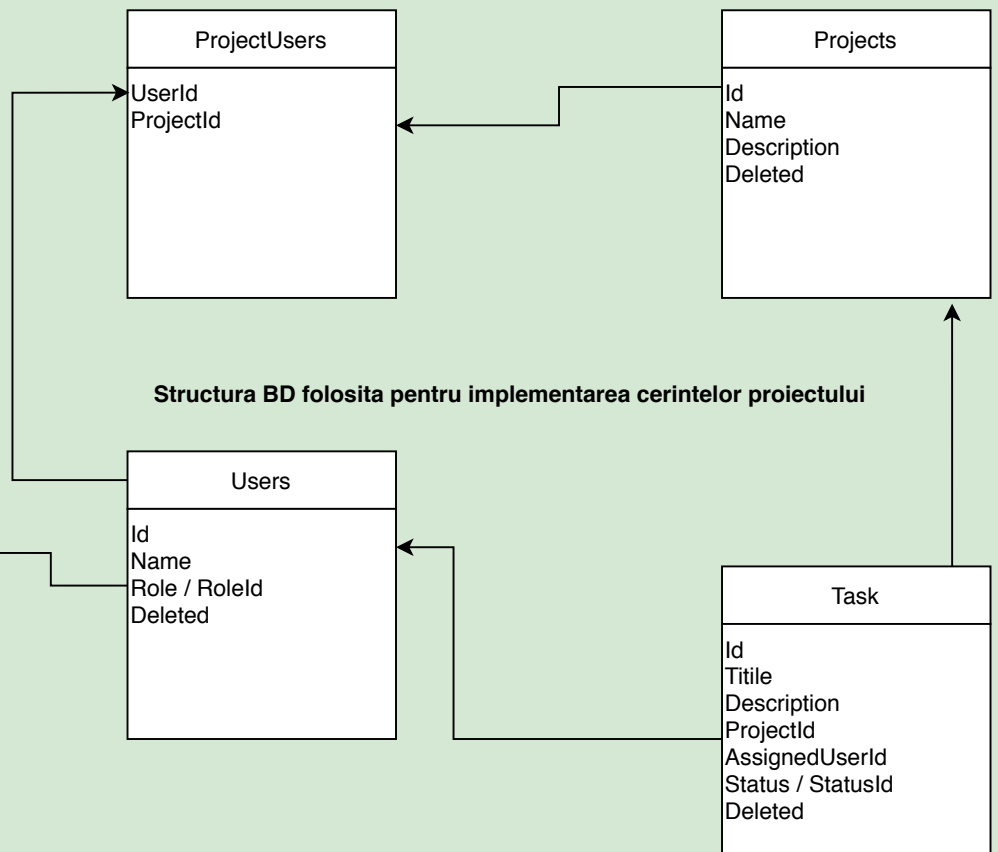 ProjectUsers
UserId
ProjectId
Projects
Id
Name
Description
Deleted
Structura BD folosita pentru implementarea cerintelor proiectului
Users
Id
Name
Role / RoleId
Deleted
Task
Id
Titile
Description
ProjectId
AssignedUserId
Status / StatusId
Deleted